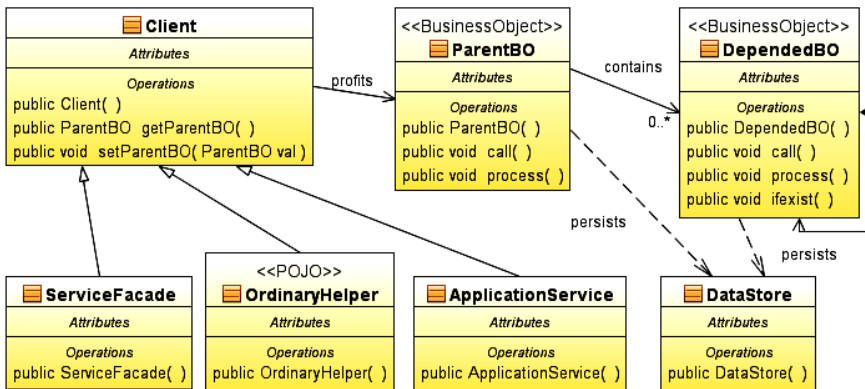 Client
Attributes
Operations
public Client( )
public ParentBO getParentBO( )
public void setParentBO( ParentBO val )
profits
<<BusinessObject>>
ParentBO
Attributes
Operations
public ParentBO( )
public void call( )
public void process( )
contains
0..*
<<BusinessObject>>
DependedBO
Attributes
Operations
public DependedBO( )
public void call( )
public void process( )
public void ifexist( )
persists
persists
ServiceFacade
Attributes
Operations
public ServiceFacade( )
<<POJO>>
OrdinaryHelper
Attributes
Operations
public OrdinaryHelper( )
ApplicationService
Attributes
Operations
public ApplicationService( )
DataStore
Attributes
Operations
public DataStore( )